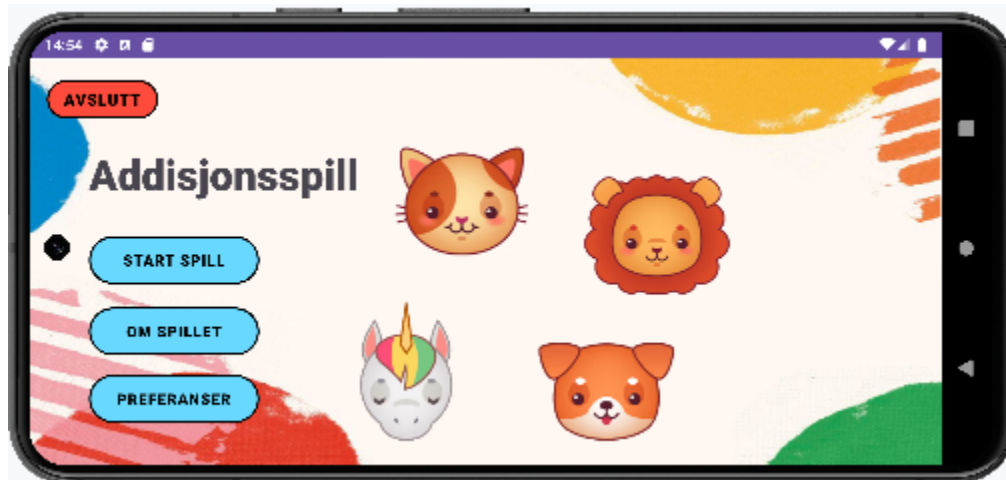 14:54
AVSLUTT
Addisjonsspill
START SPILL
OM SPILLET
PREFERANSER